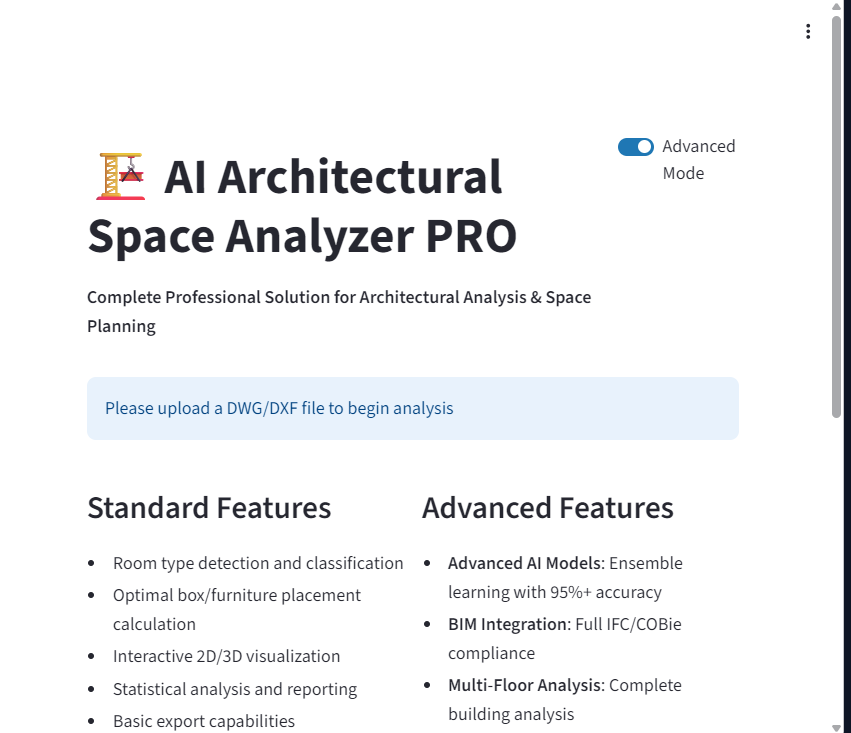 Advanced
Mode
AI Architectural
Space Analyzer PRO
Complete Professional Solution for Architectural Analysis & Space
Planning
Please upload a DWG/DXF file to begin analysis
Standard Features
• Room type detection and classification
• Optimal box/furniture placement
calculation
• Interactive 2D/3D visualization
• Statistical analysis and reporting
• Basic export capabilities
Advanced Features
• Advanced AI Models: Ensemble
learning with 95%+ accuracy
• BIM Integration: Full IFC/COBie
compliance
• Multi-Floor Analysis: Complete
building analysis